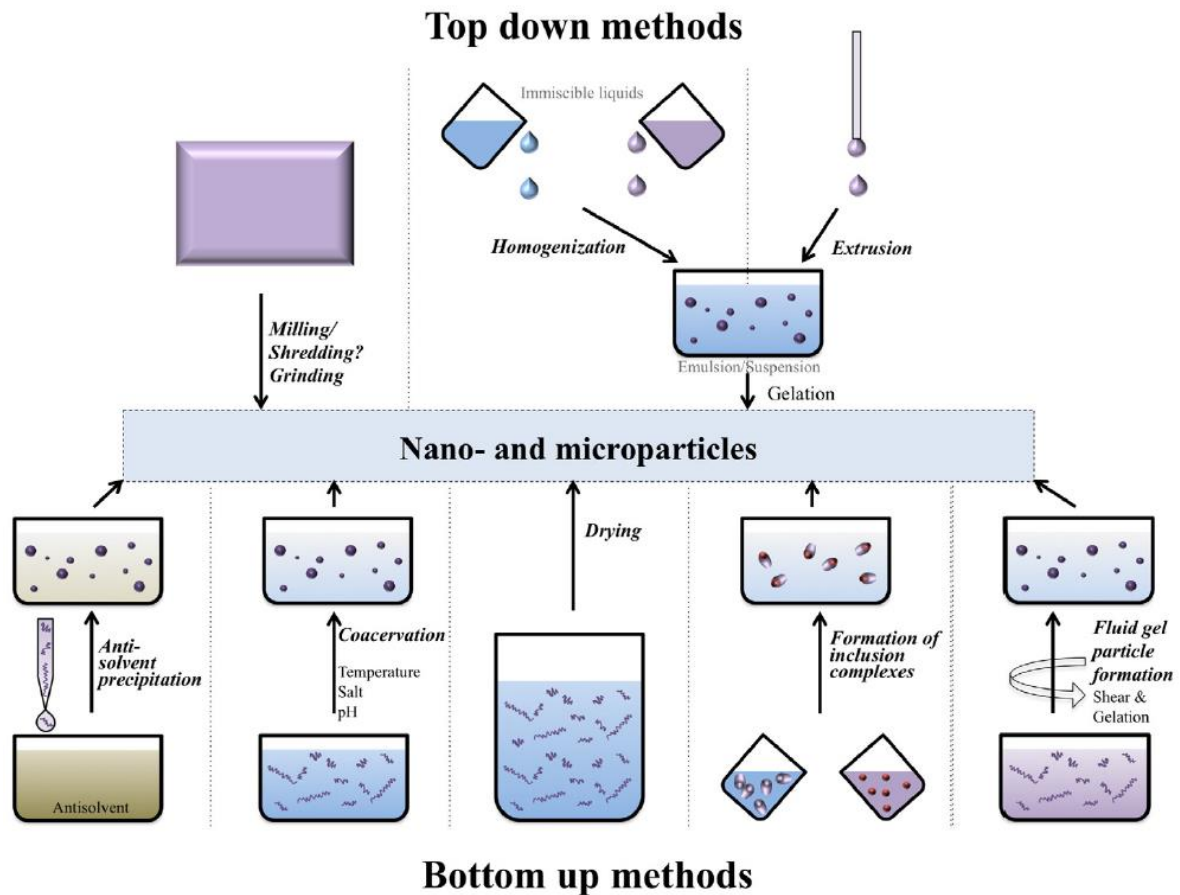 Top down methods
Immiscible liquids
Homogenization
Extrusion
Milling/
Shredding?
Grinding
Emulsion/Suspension
Gelation
Nano- and microparticles
Drying
Anti-
solvent
precipitation
Coacervation
Temperature
Salt
pH
Formation of
inclusion
complexes
Fluid gel
particle
formation
Shear &
Gelation
Antisolvent
Bottom up methods